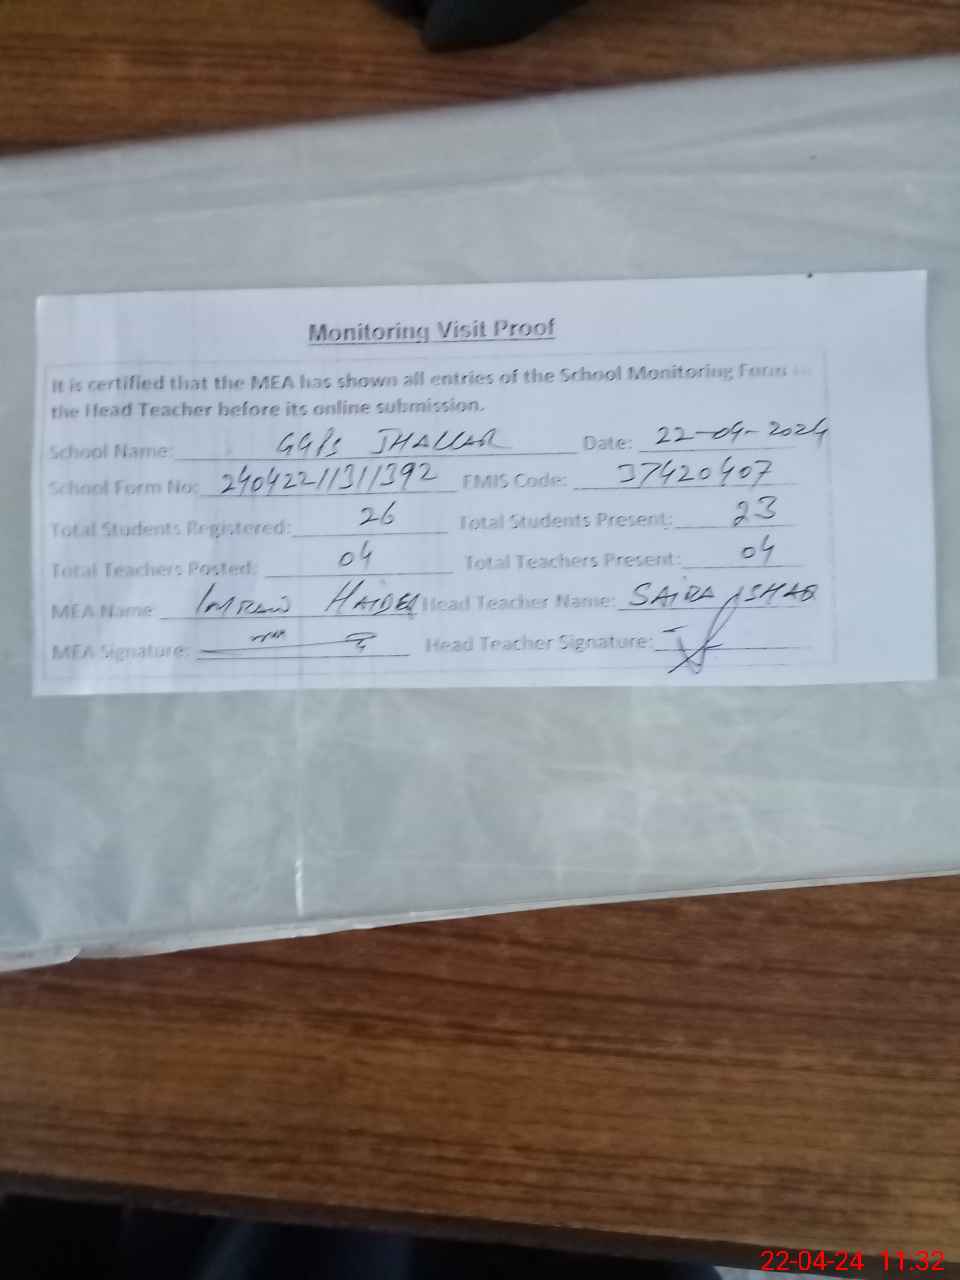 Monitoring Visit Proof
It is certified that the MEA has shown all entries of the School Monitoring Form
the Head Teacher before its online submission.
School Name: GGPS JHALLAR Date: 22-04-2024
School Form No: 2404221131392 EMIS Code: 37420407
Total Students Registered: 26 Total Students Present: 23
Total Teachers Posted: 04 Total Teachers Present: 04
MEA Name IMRAN HAIDER Head Teacher Name: SAIRA ISHAQ
MEA Signature: Head Teacher Signature:
22-04-24 11:32